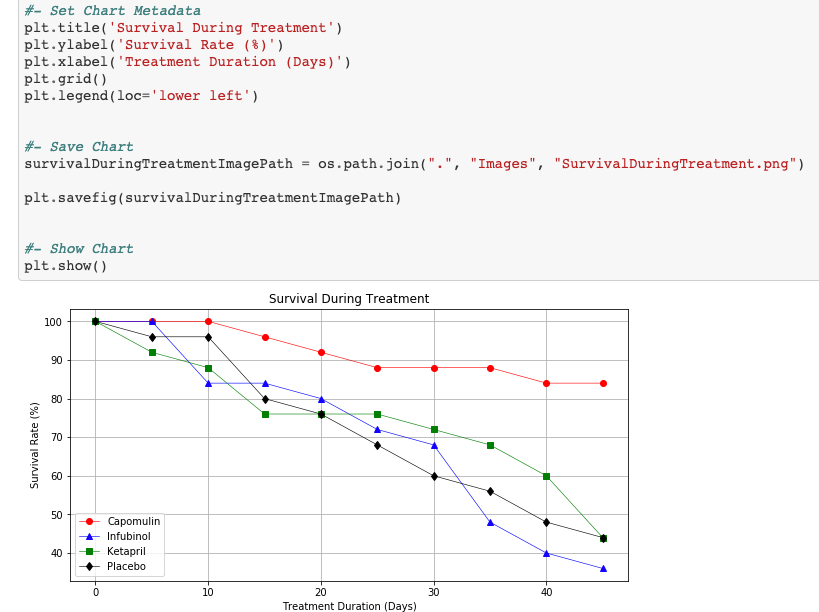 #- Set Chart Metadata
plt.title('Survival During Treatment')
plt.ylabel('Survival Rate (%)')
plt.xlabel('Treatment Duration (Days)')
plt.grid()
plt.legend(loc='lower left')
#- Save Chart
survivalDuringTreatmentImagePath = os.path.join(".", "Images", "SurvivalDuringTreatment.png")
plt.savefig(survivalDuringTreatmentImagePath)
#- Show Chart
plt.show()
Survival During Treatment
Survival Rate (%)
100
90
80
70
60
50
40
Capomulin
Infubinol
Ketapril
Placebo
0 10 20 30 40
Treatment Duration (Days)